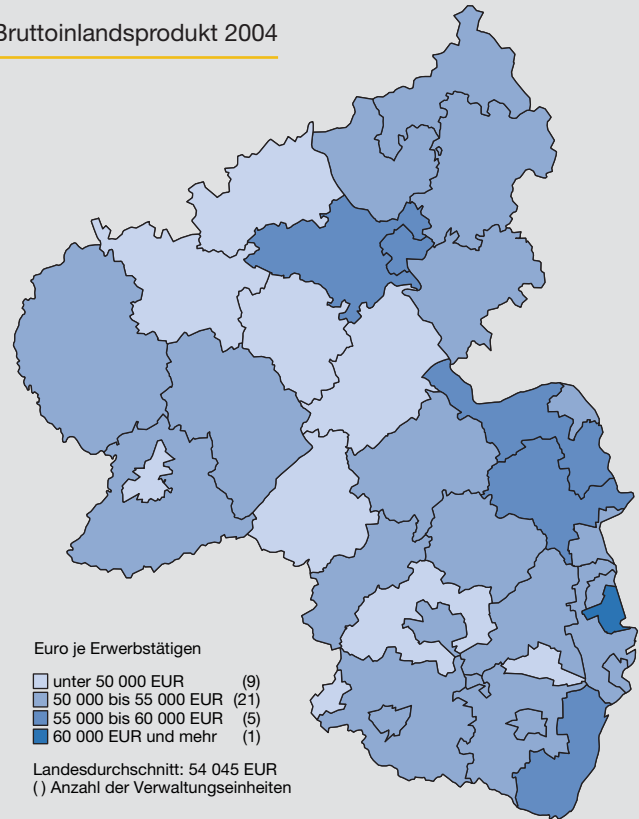 Bruttoinlandsprodukt 2004
Euro je Erwerbstätigen
unter 50 000 EUR (9)
50 000 bis 55 000 EUR (21)
55 000 bis 60 000 EUR (5)
60 000 EUR und mehr (1)
Landesdurchschnitt: 54 045 EUR
( ) Anzahl der Verwaltungseinheiten